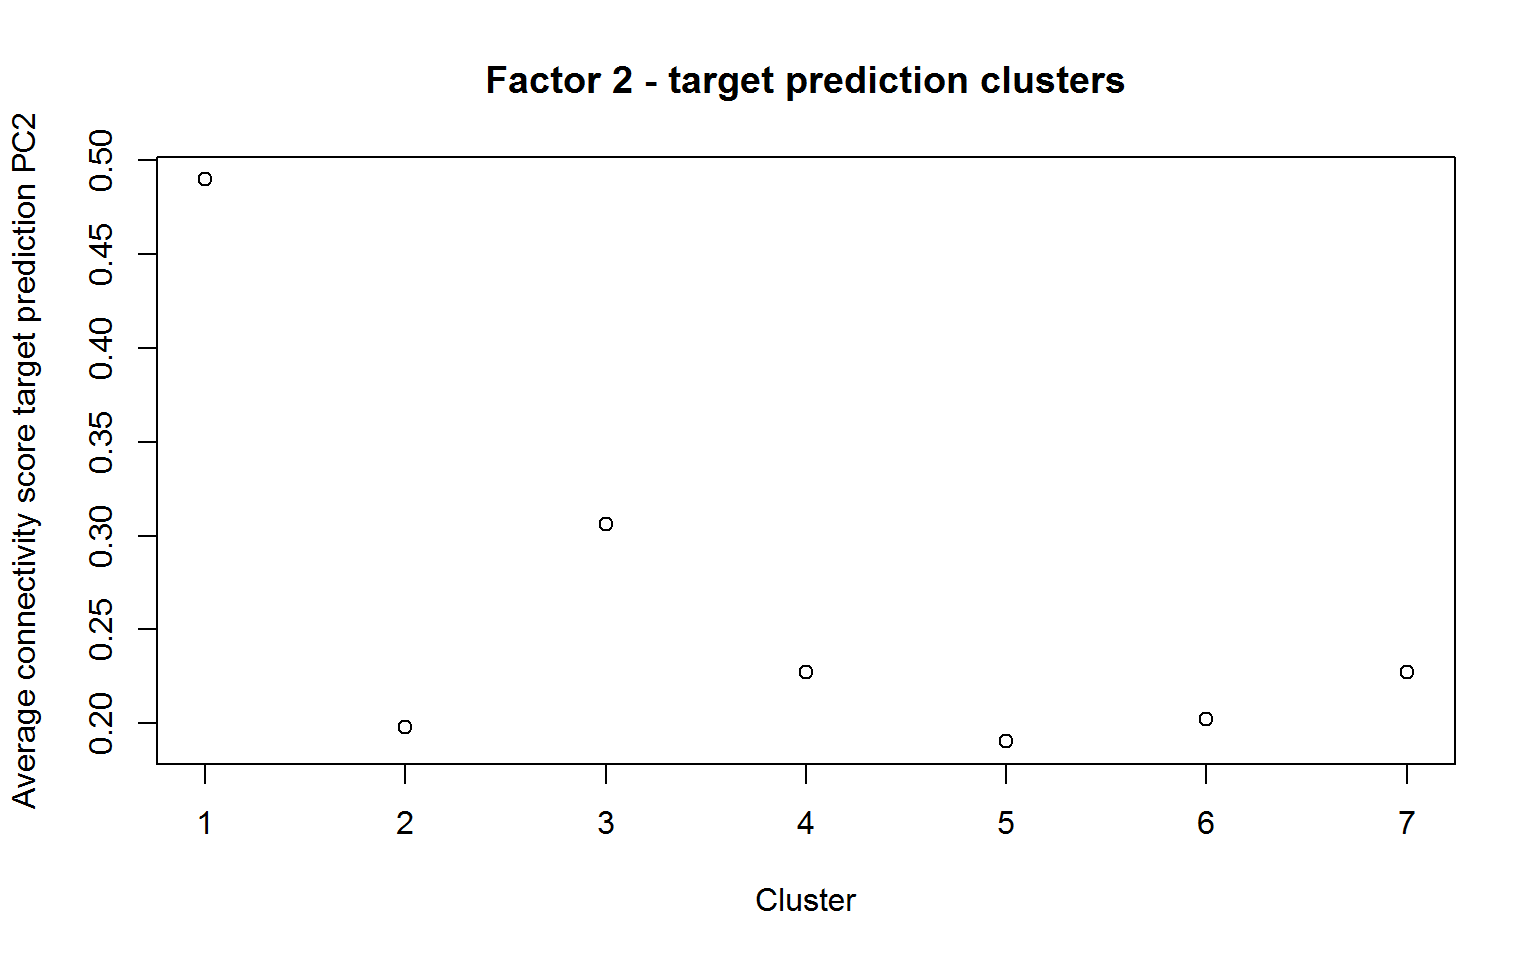 Factor 2 - target prediction clusters
Average connectivity score target prediction PC2
0.50
0.45
0.40
0.35
0.30
0.25
0.20
1 2 3 4 5 6 7
Cluster